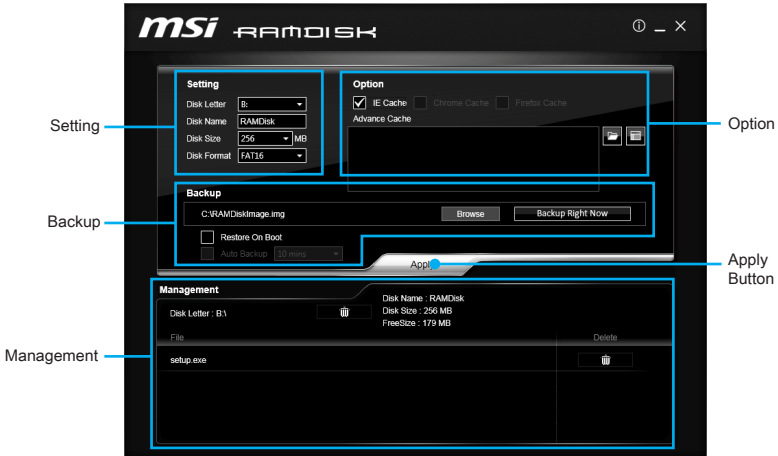 msi RAMDISK
Setting
Disk Letter B:
Disk Name RAMDisk
Disk Size 256 MB
Disk Format FAT16
Option
IE Cache Chrome Cache Firefox Cache
Advance Cache
Setting
Option
Backup
C:\RAMDiskImage.img Browse Backup Right Now
Restore On Boot
Auto Backup 10 mins
Backup
Apply
Apply
Button
Management
Disk Letter : B:\
Disk Name : RAMDisk
Disk Size : 256 MB
FreeSize : 179 MB
File Delete
setup.exe
Management